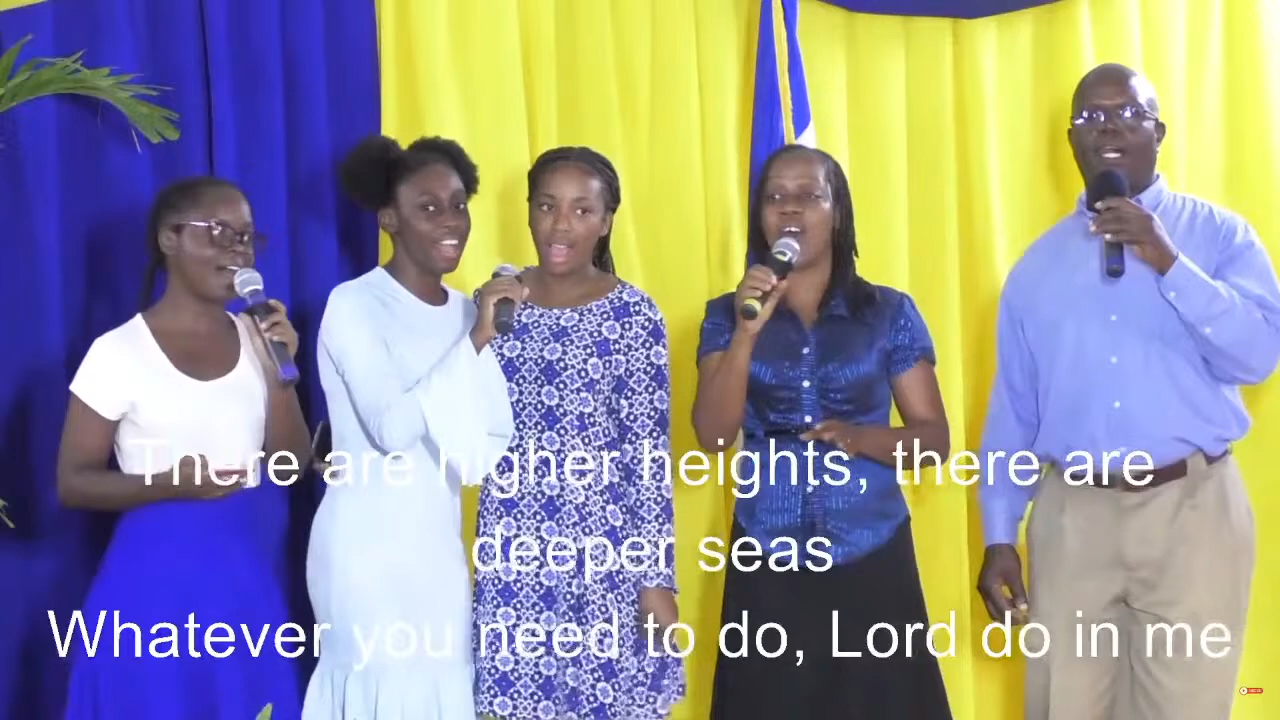 There are higher heights, there are
deeper seas
Whatever you need to do, Lord do in me